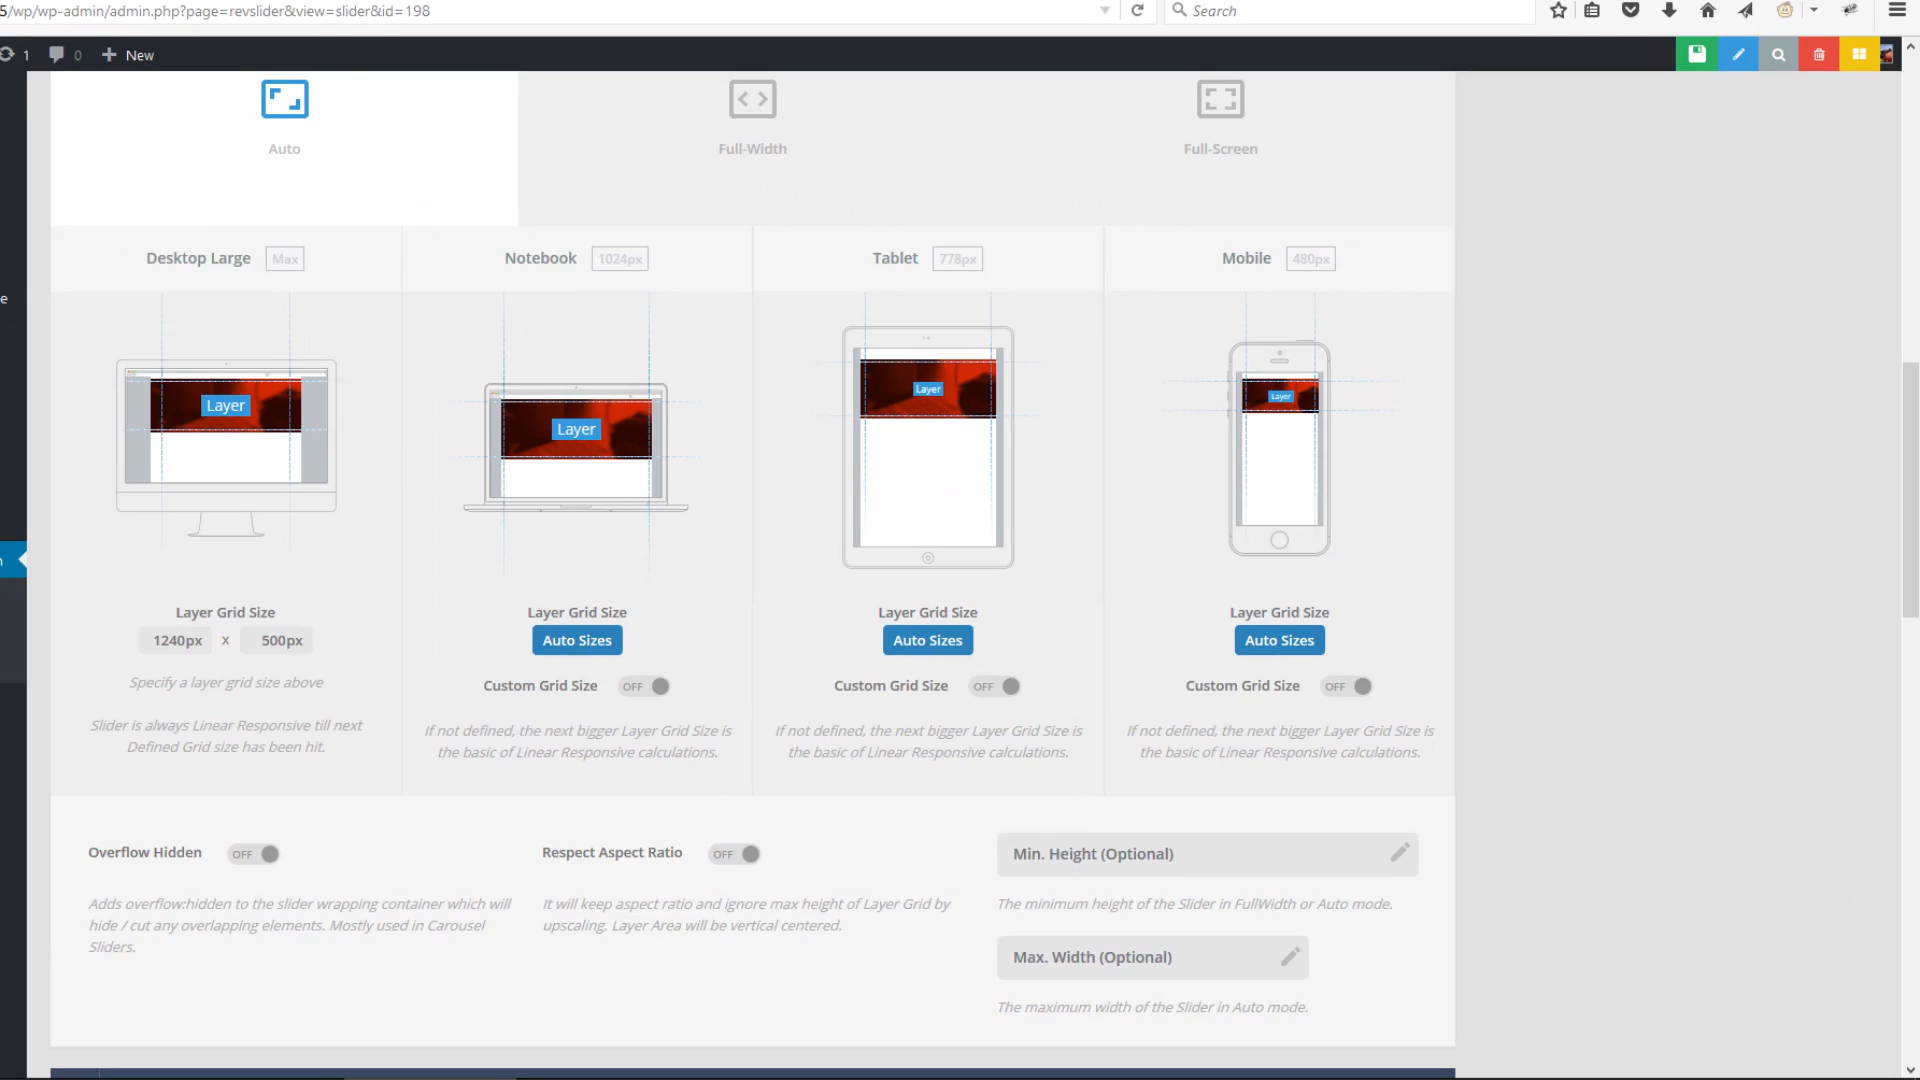 5/wp/wp-admin/admin.php?page=revslider&view=slider&id=198
Search
1
0
New
Auto
Full-Width
Full-Screen
Desktop Large Max
Notebook 1024px
Tablet 778px
Mobile 480px
Layer
Layer
Layer
Layer
Layer Grid Size
1240px x 500px
Specify a layer grid size above
Slider is always Linear Responsive till next
Defined Grid size has been hit.
Layer Grid Size
Auto Sizes
Custom Grid Size OFF
If not defined, the next bigger Layer Grid Size is
the basic of Linear Responsive calculations.
Layer Grid Size
Auto Sizes
Custom Grid Size OFF
If not defined, the next bigger Layer Grid Size is
the basic of Linear Responsive calculations.
Layer Grid Size
Auto Sizes
Custom Grid Size OFF
If not defined, the next bigger Layer Grid Size is
the basic of Linear Responsive calculations.
Overflow Hidden OFF
Adds overflow:hidden to the slider wrapping container which will
hide / cut any overlapping elements. Mostly used in Carousel
Sliders.
Respect Aspect Ratio OFF
It will keep aspect ratio and ignore max height of Layer Grid by
upscaling. Layer Area will be vertical centered.
Min. Height (Optional)
The minimum height of the Slider in FullWidth or Auto mode.
Max. Width (Optional)
The maximum width of the Slider in Auto mode.